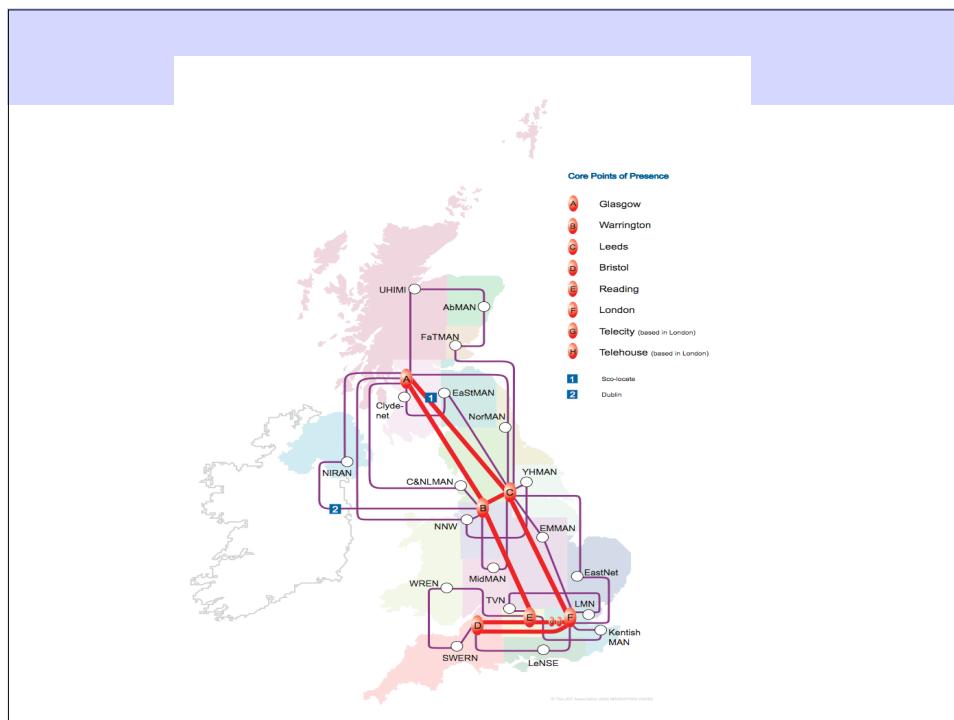 Core Points of Presence
A Glasgow
B Warrington
C Leeds
D Bristol
E Reading
F London
G Telecity (based in London)
H Telehouse (based in London)
1 Sco-locate
2 Dublin
UHIMI
AbMAN
FaTMAN
A
1
EaStMAN
Clyde-
net
NorMAN
NIRAN
C&NLMAN
YHMAN
C
B
2
NNW
EMMAN
MidMAN
EastNet
WREN
TVN
LMN
E
F
D
Kentish
MAN
SWERN
LeNSE